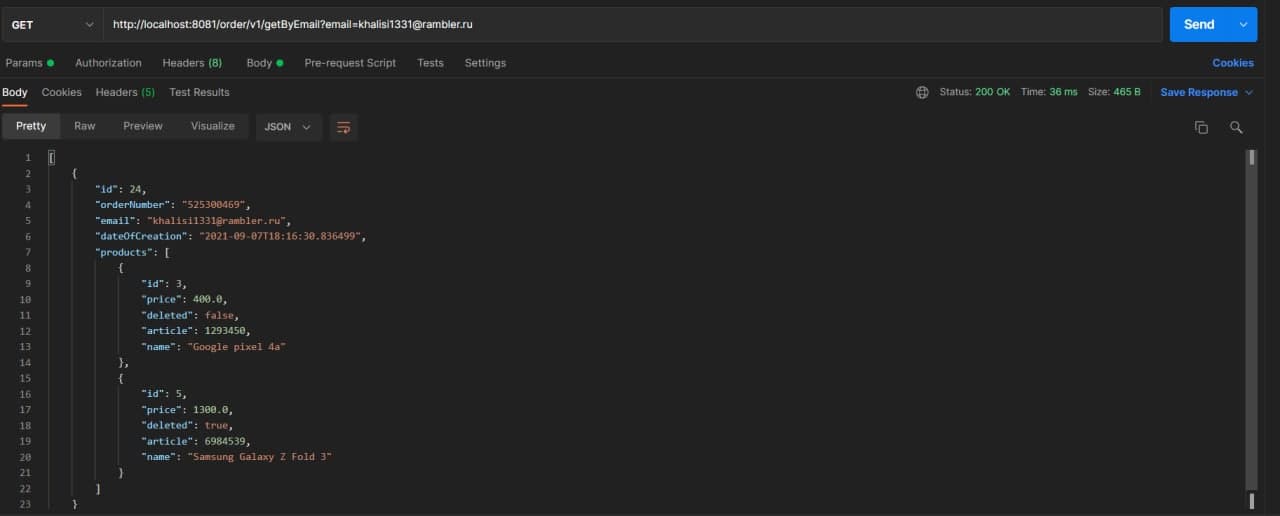 GET http://localhost:8081/order/v1/getByEmail?email=khalisi1331@rambler.ru Send
Params Authorization Headers (8) Body Pre-request Script Tests Settings Cookies
Body Cookies Headers (5) Test Results Status: 200 OK Time: 36 ms Size: 465 B Save Response
Pretty Raw Preview Visualize JSON
1 [
2 {
3 "id": 24,
4 "orderNumber": "525300469",
5 "email": "khalisi1331@rambler.ru",
6 "dateOfCreation": "2021-09-07T18:16:30.836499",
7 "products": [
8 {
9 "id": 3,
10 "price": 400.0,
11 "deleted": false,
12 "article": 1293450,
13 "name": "Google pixel 4a"
14 },
15 {
16 "id": 5,
17 "price": 1300.0,
18 "deleted": true,
19 "article": 6984539,
20 "name": "Samsung Galaxy Z Fold 3"
21 }
22 ]
23 }